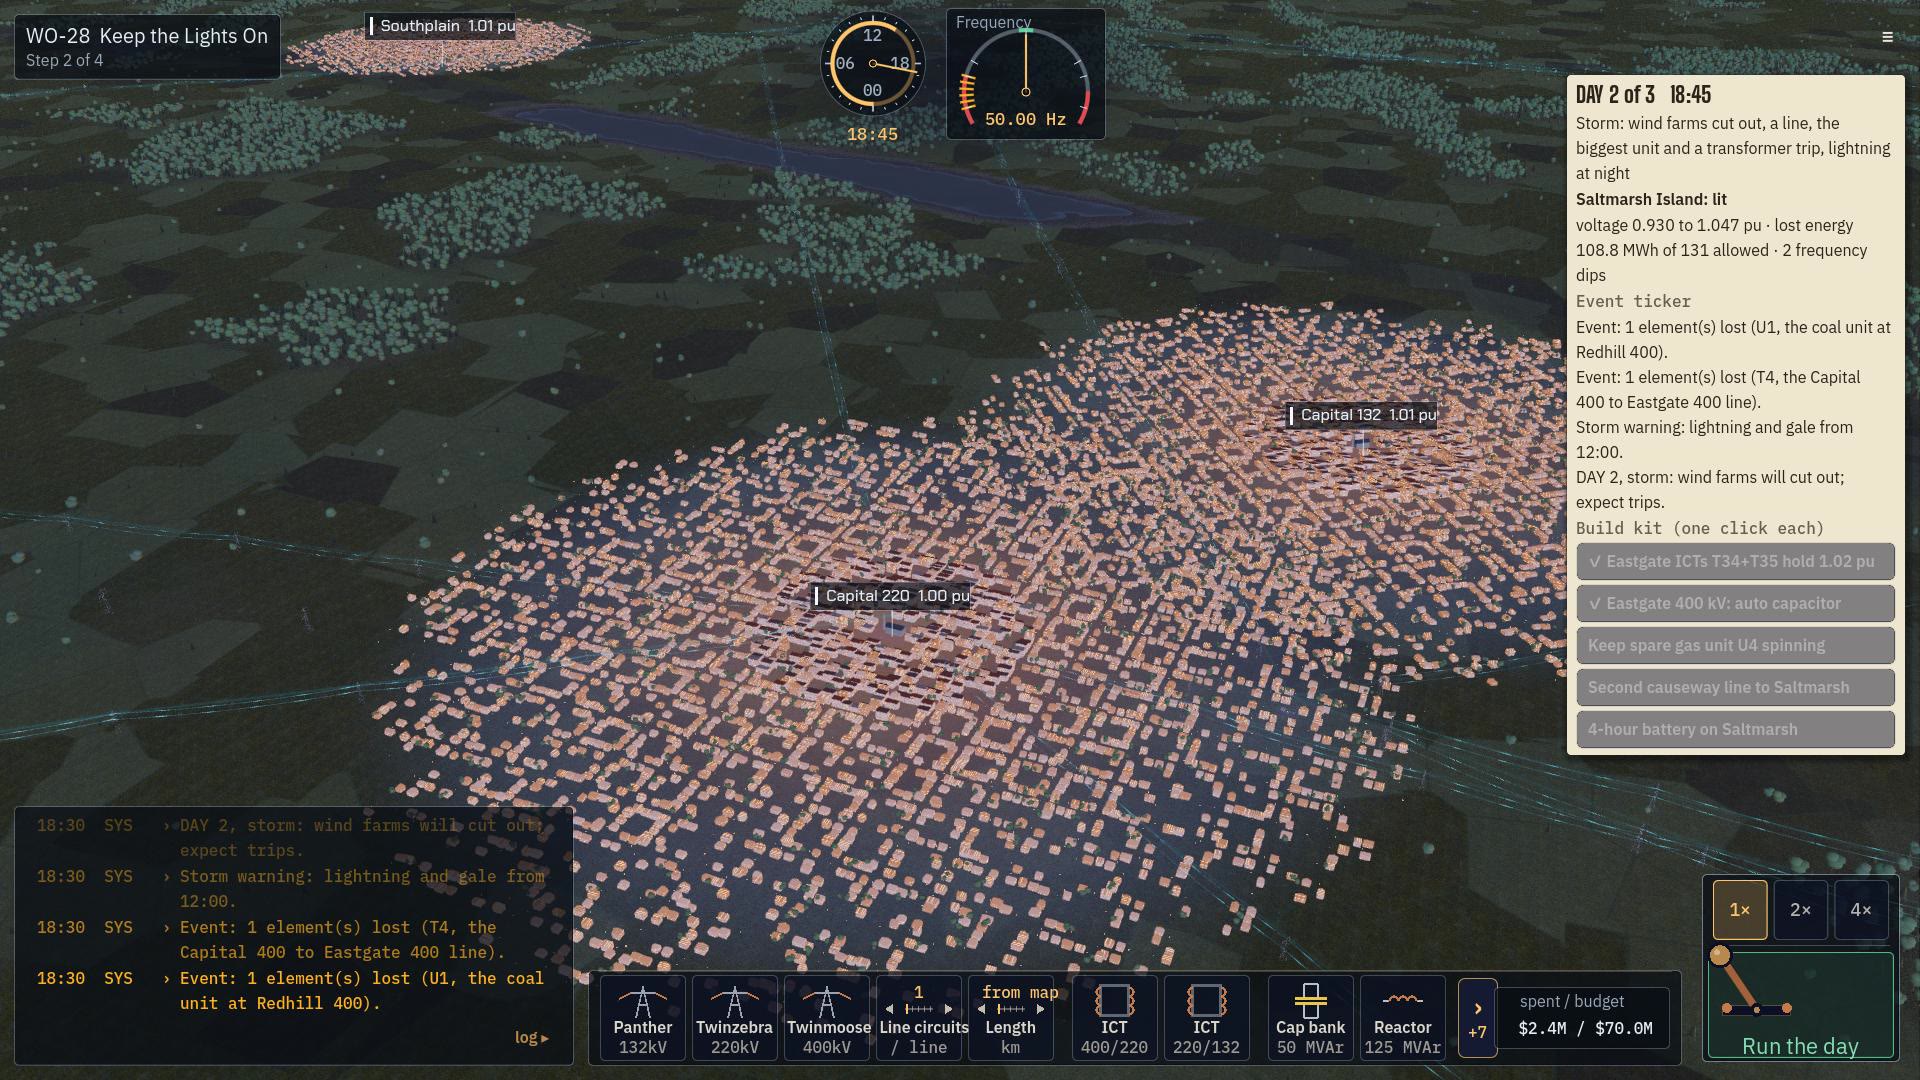 WO-28 Keep the Lights On
Step 2 of 4
Southplain 1.01 pu
12
06
18
00
18:45
Frequency
50.00 Hz
≡
DAY 2 of 3 18:45
Storm: wind farms cut out, a line, the
biggest unit and a transformer trip, lightning
at night
Saltmarsh Island: lit
voltage 0.930 to 1.047 pu · lost energy
108.8 MWh of 131 allowed · 2 frequency
dips
Event ticker
Event: 1 element(s) lost (U1, the coal unit at
Redhill 400).
Event: 1 element(s) lost (T4, the Capital
400 to Eastgate 400 line).
Storm warning: lightning and gale from
12:00.
DAY 2, storm: wind farms will cut out;
expect trips.
Build kit (one click each)
✓ Eastgate ICTs T34+T35 hold 1.02 pu
✓ Eastgate 400 kV: auto capacitor
Keep spare gas unit U4 spinning
Second causeway line to Saltmarsh
4-hour battery on Saltmarsh
Capital 132 1.01 pu
Capital 220 1.00 pu
18:30 SYS › DAY 2, storm: wind farms will cut out;
expect trips.
18:30 SYS › Storm warning: lightning and gale from
12:00.
18:30 SYS › Event: 1 element(s) lost (T4, the
Capital 400 to Eastgate 400 line).
18:30 SYS › Event: 1 element(s) lost (U1, the coal
unit at Redhill 400).
log ▸
Panther
132kV
Twinzebra
220kV
Twinmoose
400kV
1
Line circuits
/ line
from map
Length
km
ICT
400/220
ICT
220/132
Cap bank
50 MVAr
Reactor
125 MVAr
›
+7
spent / budget
$2.4M / $70.0M
1×
2×
4×
Run the day